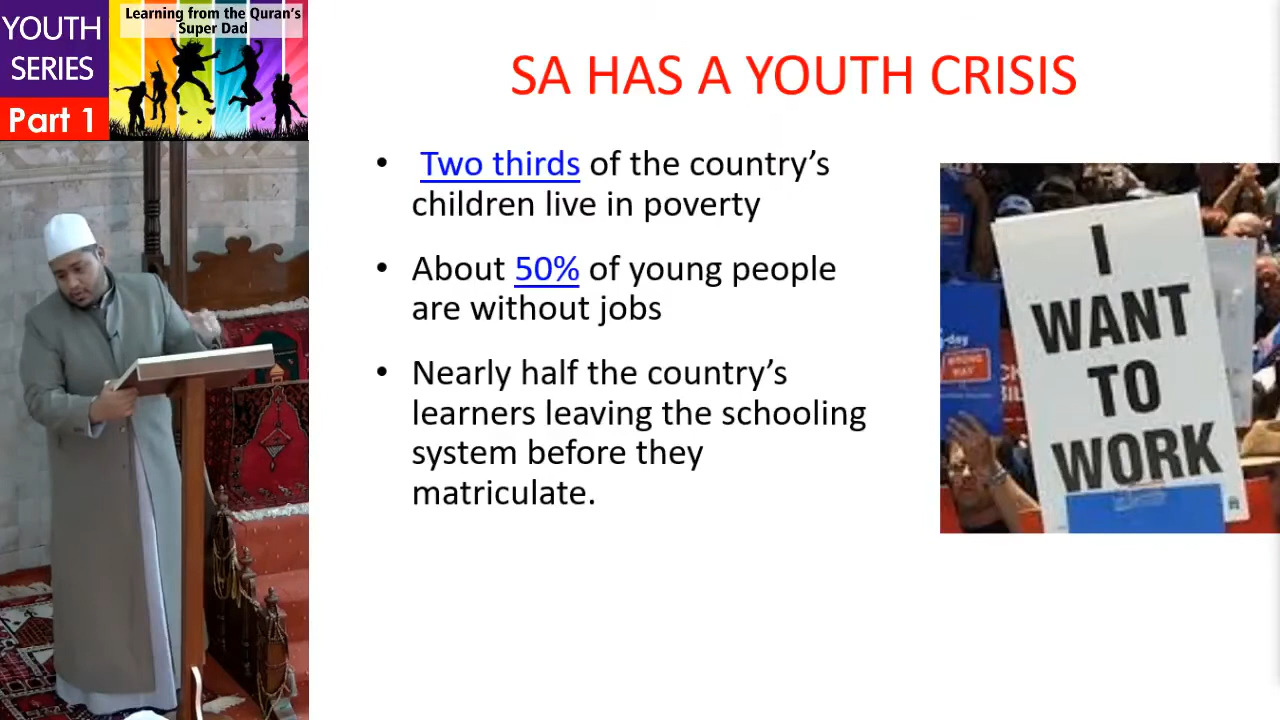 YOUTH
SERIES
Part 1
Learning from the Quran's
Super Dad
SA HAS A YOUTH CRISIS
• Two thirds of the country's
children live in poverty
• About 50% of young people
are without jobs
• Nearly half the country's
learners leaving the schooling
system before they
matriculate.
I
WANT
TO
WORK